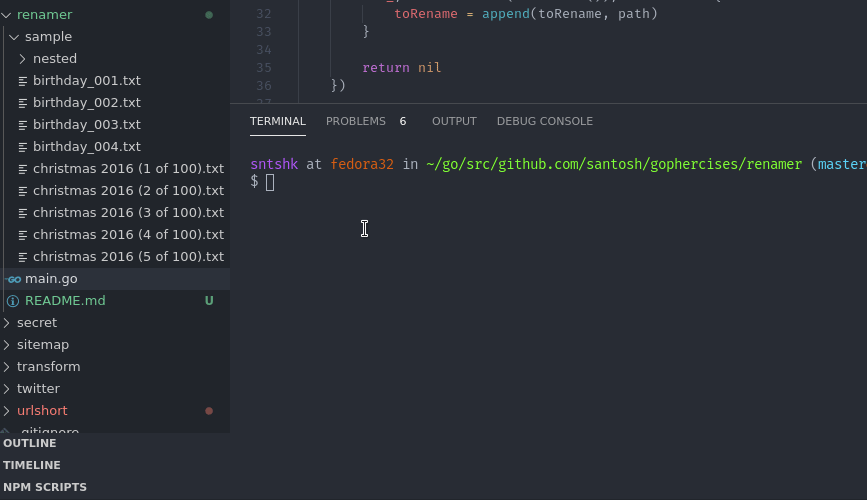 renamer
sample
nested
birthday_001.txt
birthday_002.txt
birthday_003.txt
birthday_004.txt
christmas 2016 (1 of 100).txt
christmas 2016 (2 of 100).txt
christmas 2016 (3 of 100).txt
christmas 2016 (4 of 100).txt
christmas 2016 (5 of 100).txt
GO main.go
README.md U
secret
sitemap
transform
twitter
urlshort
.gitignore
OUTLINE
TIMELINE
NPM SCRIPTS
32 toRename = append(toRename, path)
33 }
34
35 return nil
36 })
TERMINAL PROBLEMS 6 OUTPUT DEBUG CONSOLE
sntshk at fedora32 in ~/go/src/github.com/santosh/gophercises/renamer (master
$